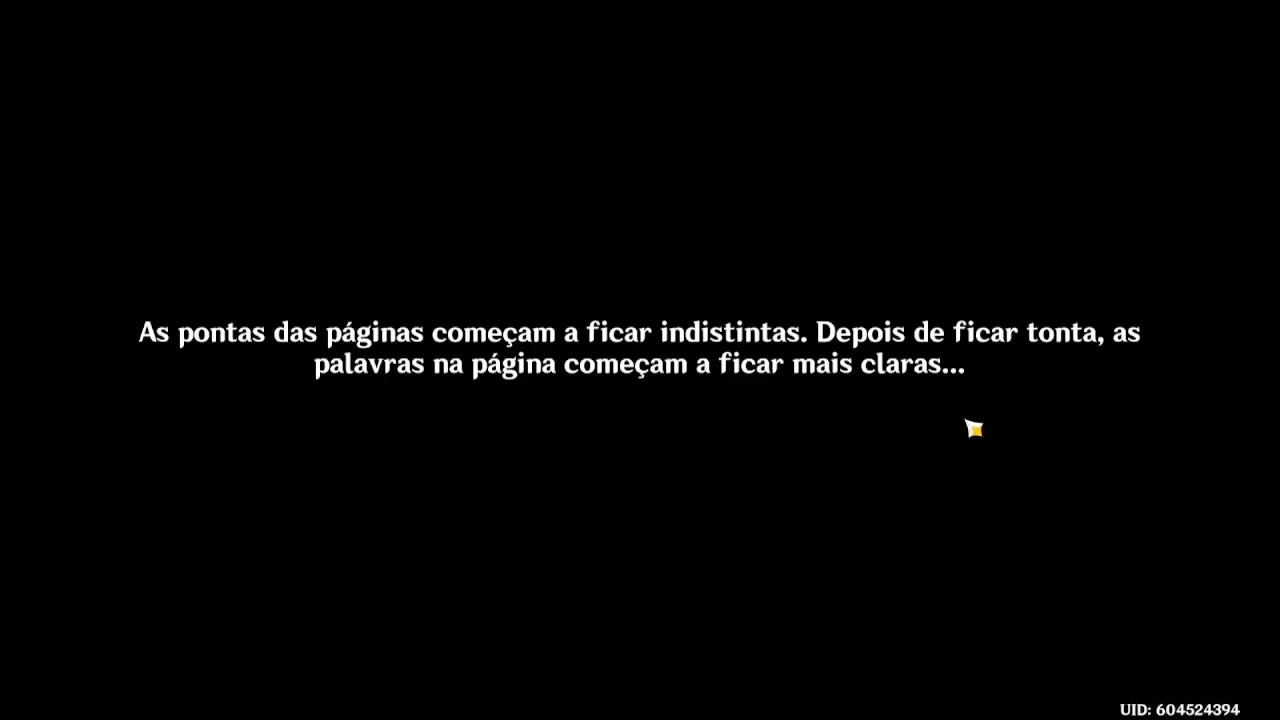 As pontas das páginas começam a ficar indistintas. Depois de ficar tonta, as
palavras na página começam a ficar mais claras...
UID: 604524394